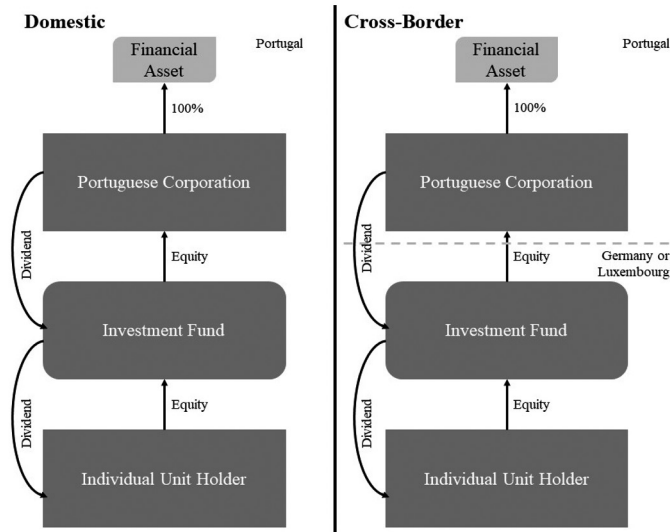 Domestic
Portugal
Financial
Asset
100%
Portuguese Corporation
Dividend
Equity
Investment Fund
Dividend
Equity
Individual Unit Holder
Cross-Border
Portugal
Financial
Asset
100%
Portuguese Corporation
Dividend
Equity
Germany or
Luxembourg
Investment Fund
Dividend
Equity
Individual Unit Holder